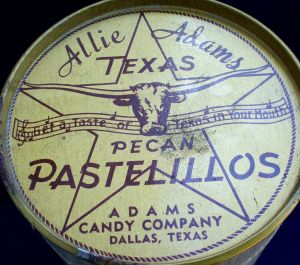 Allie Adams
TEXAS
get a taste of Texas in your mouth
PECAN
PASTELILLOS
ADAMS
CANDY COMPANY
DALLAS, TEXAS